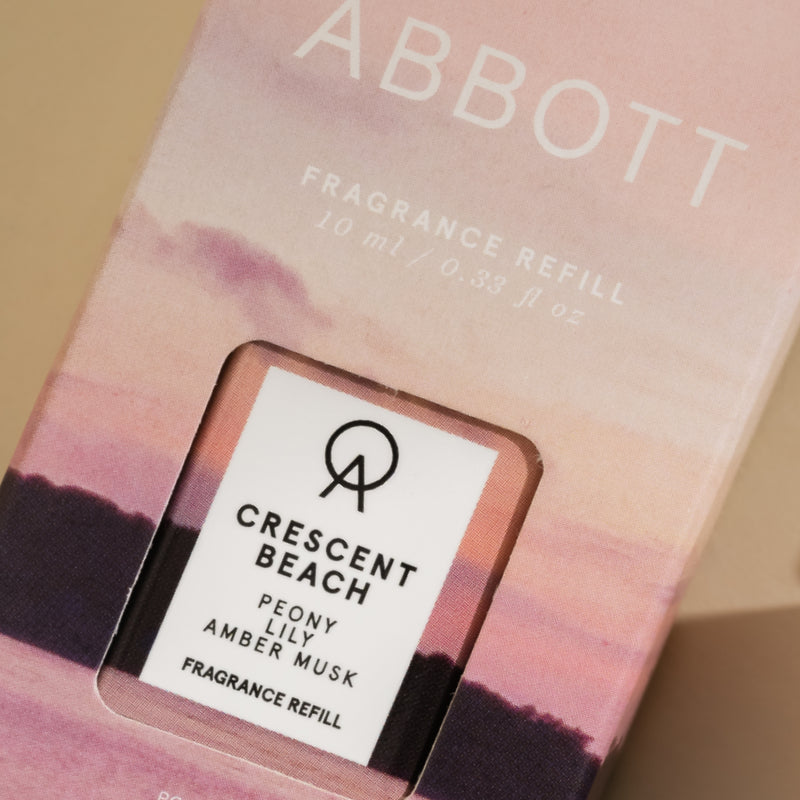 ABBOTT
FRAGRANCE REFILL
10 ml / 0.33 fl oz
CRESCENT
BEACH
PEONY
LILY
AMBER MUSK
FRAGRANCE REFILL